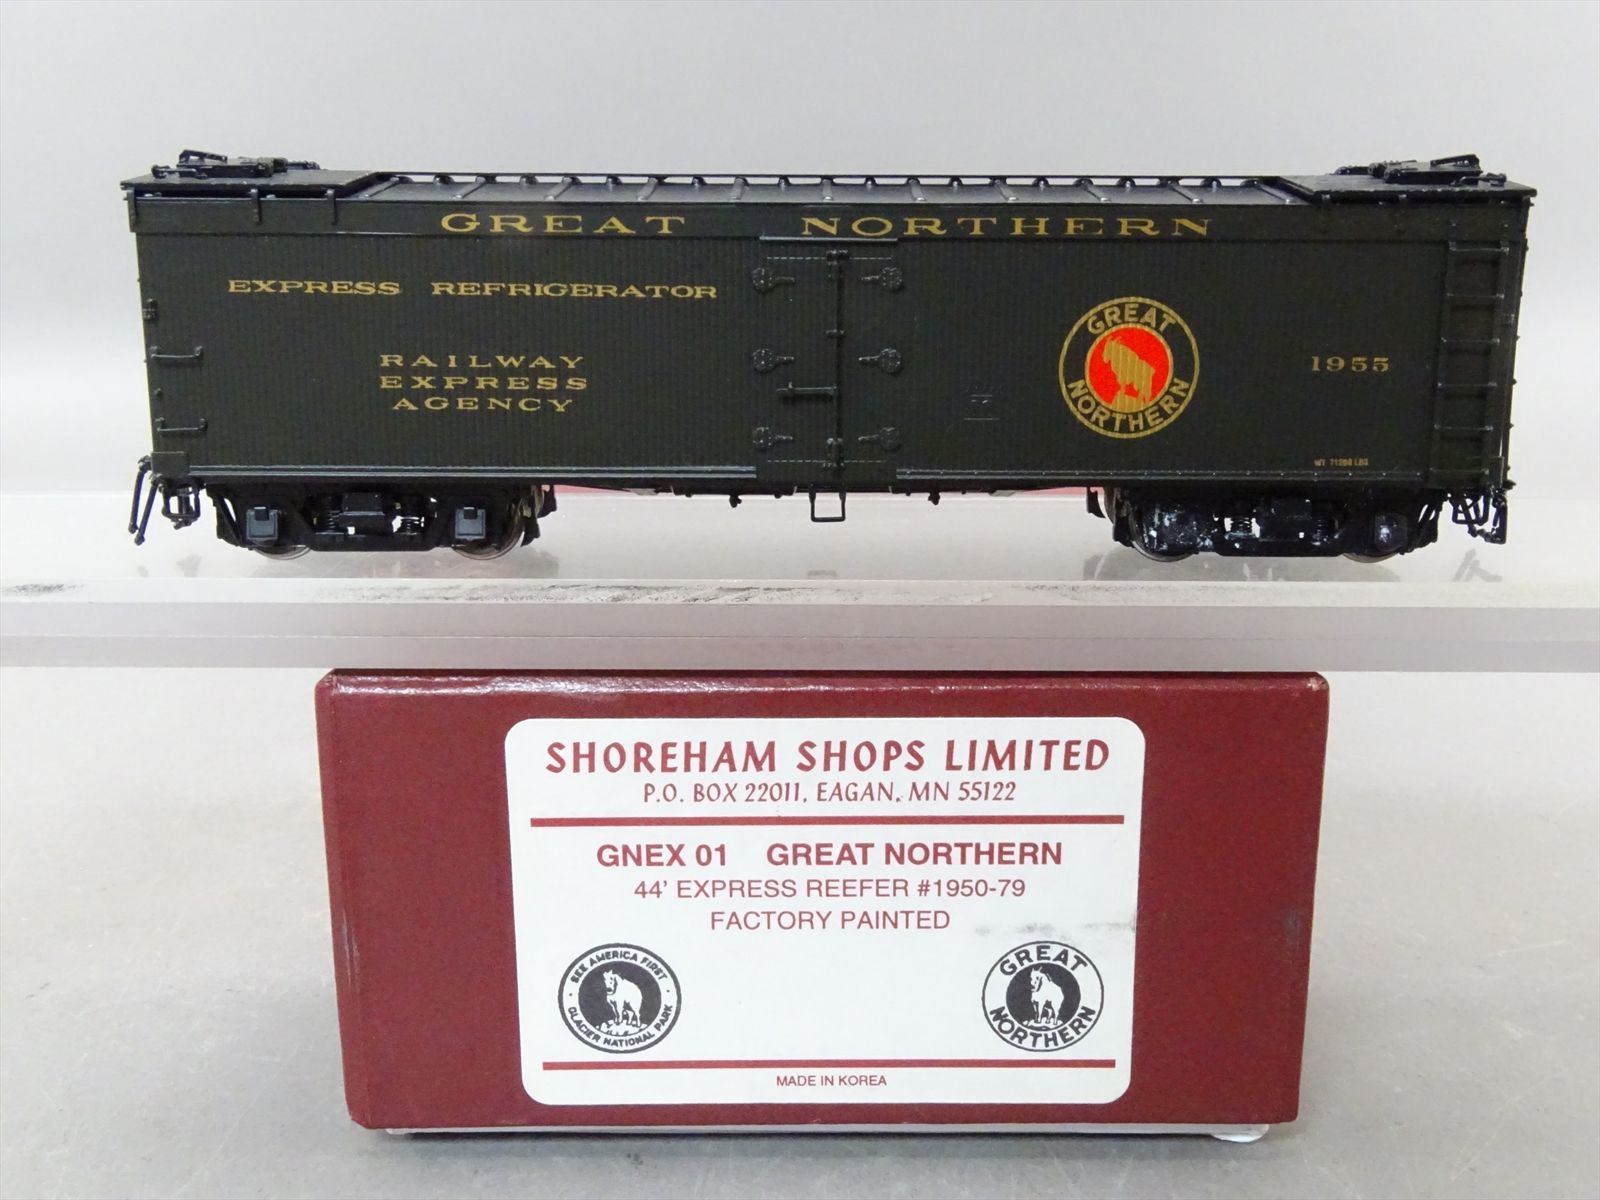 GREAT NORTHERN
EXPRESS REFRIGERATOR
RAILWAY
EXPRESS
AGENCY
GREAT
NORTHERN
1955
SHOREHAM SHOPS LIMITED
P.O. BOX 22011, EAGAN, MN 55122
GNEX 01 GREAT NORTHERN
44' EXPRESS REEFER #1950-79
FACTORY PAINTED
SEE AMERICA FIRST
GLACIER NATIONAL PARK
GREAT
NORTHERN
MADE IN KOREA